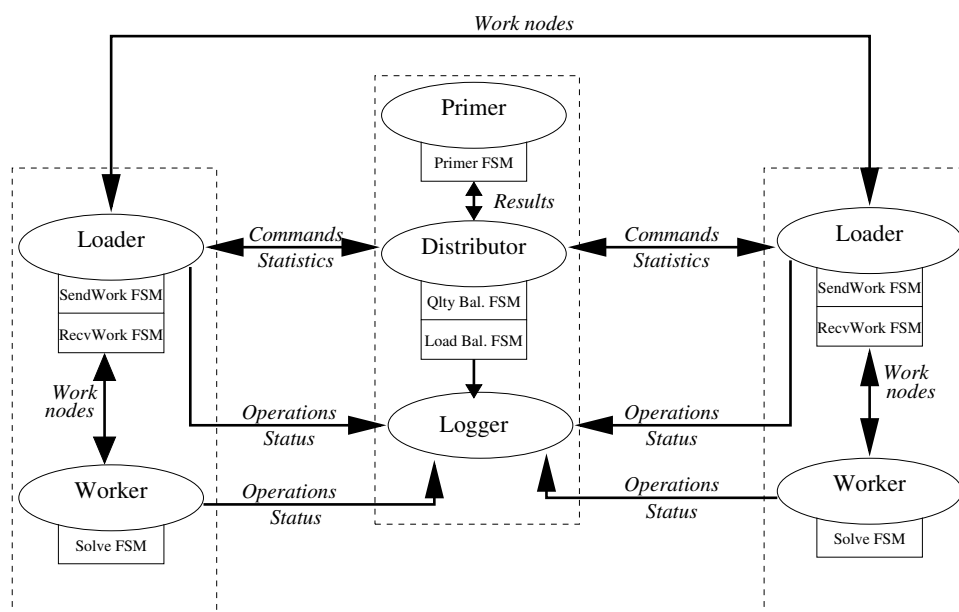 Work nodes
Primer
Primer FSM
Results
Loader
Commands
Statistics
Distributor
Commands
Statistics
Loader
SendWork FSM
RecvWork FSM
Qlty Bal. FSM
Load Bal. FSM
SendWork FSM
RecvWork FSM
Work
nodes
Work
nodes
Operations
Status
Logger
Operations
Status
Worker
Operations
Status
Operations
Status
Worker
Solve FSM
Solve FSM